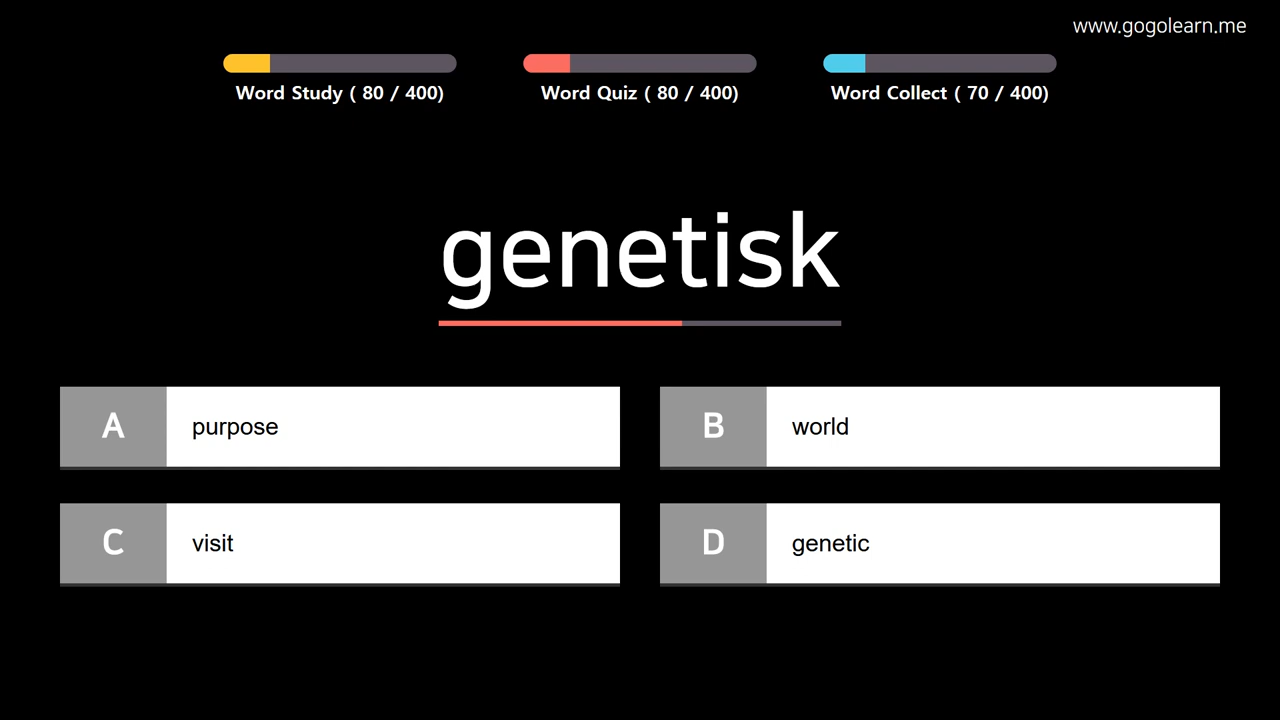 www.gogolearn.me
Word Study ( 80 / 400)
Word Quiz ( 80 / 400)
Word Collect ( 70 / 400)
genetisk
A purpose
B world
C visit
D genetic